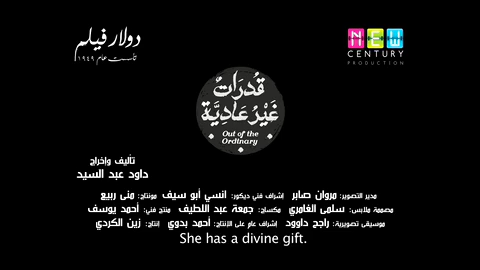 دولار فيلم
تأسست عام ١٩٤٩
NEW
CENTURY
PRODUCTION
قدرات
غير عادية
Out of the
Ordinary
تأليف وإخراج
داود عبد السيد
مدير التصوير: مروان صابر إشراف فني ديكور: انسي أبو سيف مونتاج: منى ربيع
مصممة ملابس: سلمى الغامري مكساج: جمعة عبد اللطيف منتج فني: أحمد يوسف
موسيقى تصويرية: راجح داوود إشراف عام على الإنتاج: أحمد بدوي إنتاج: زين الكردي
She has a divine gift.